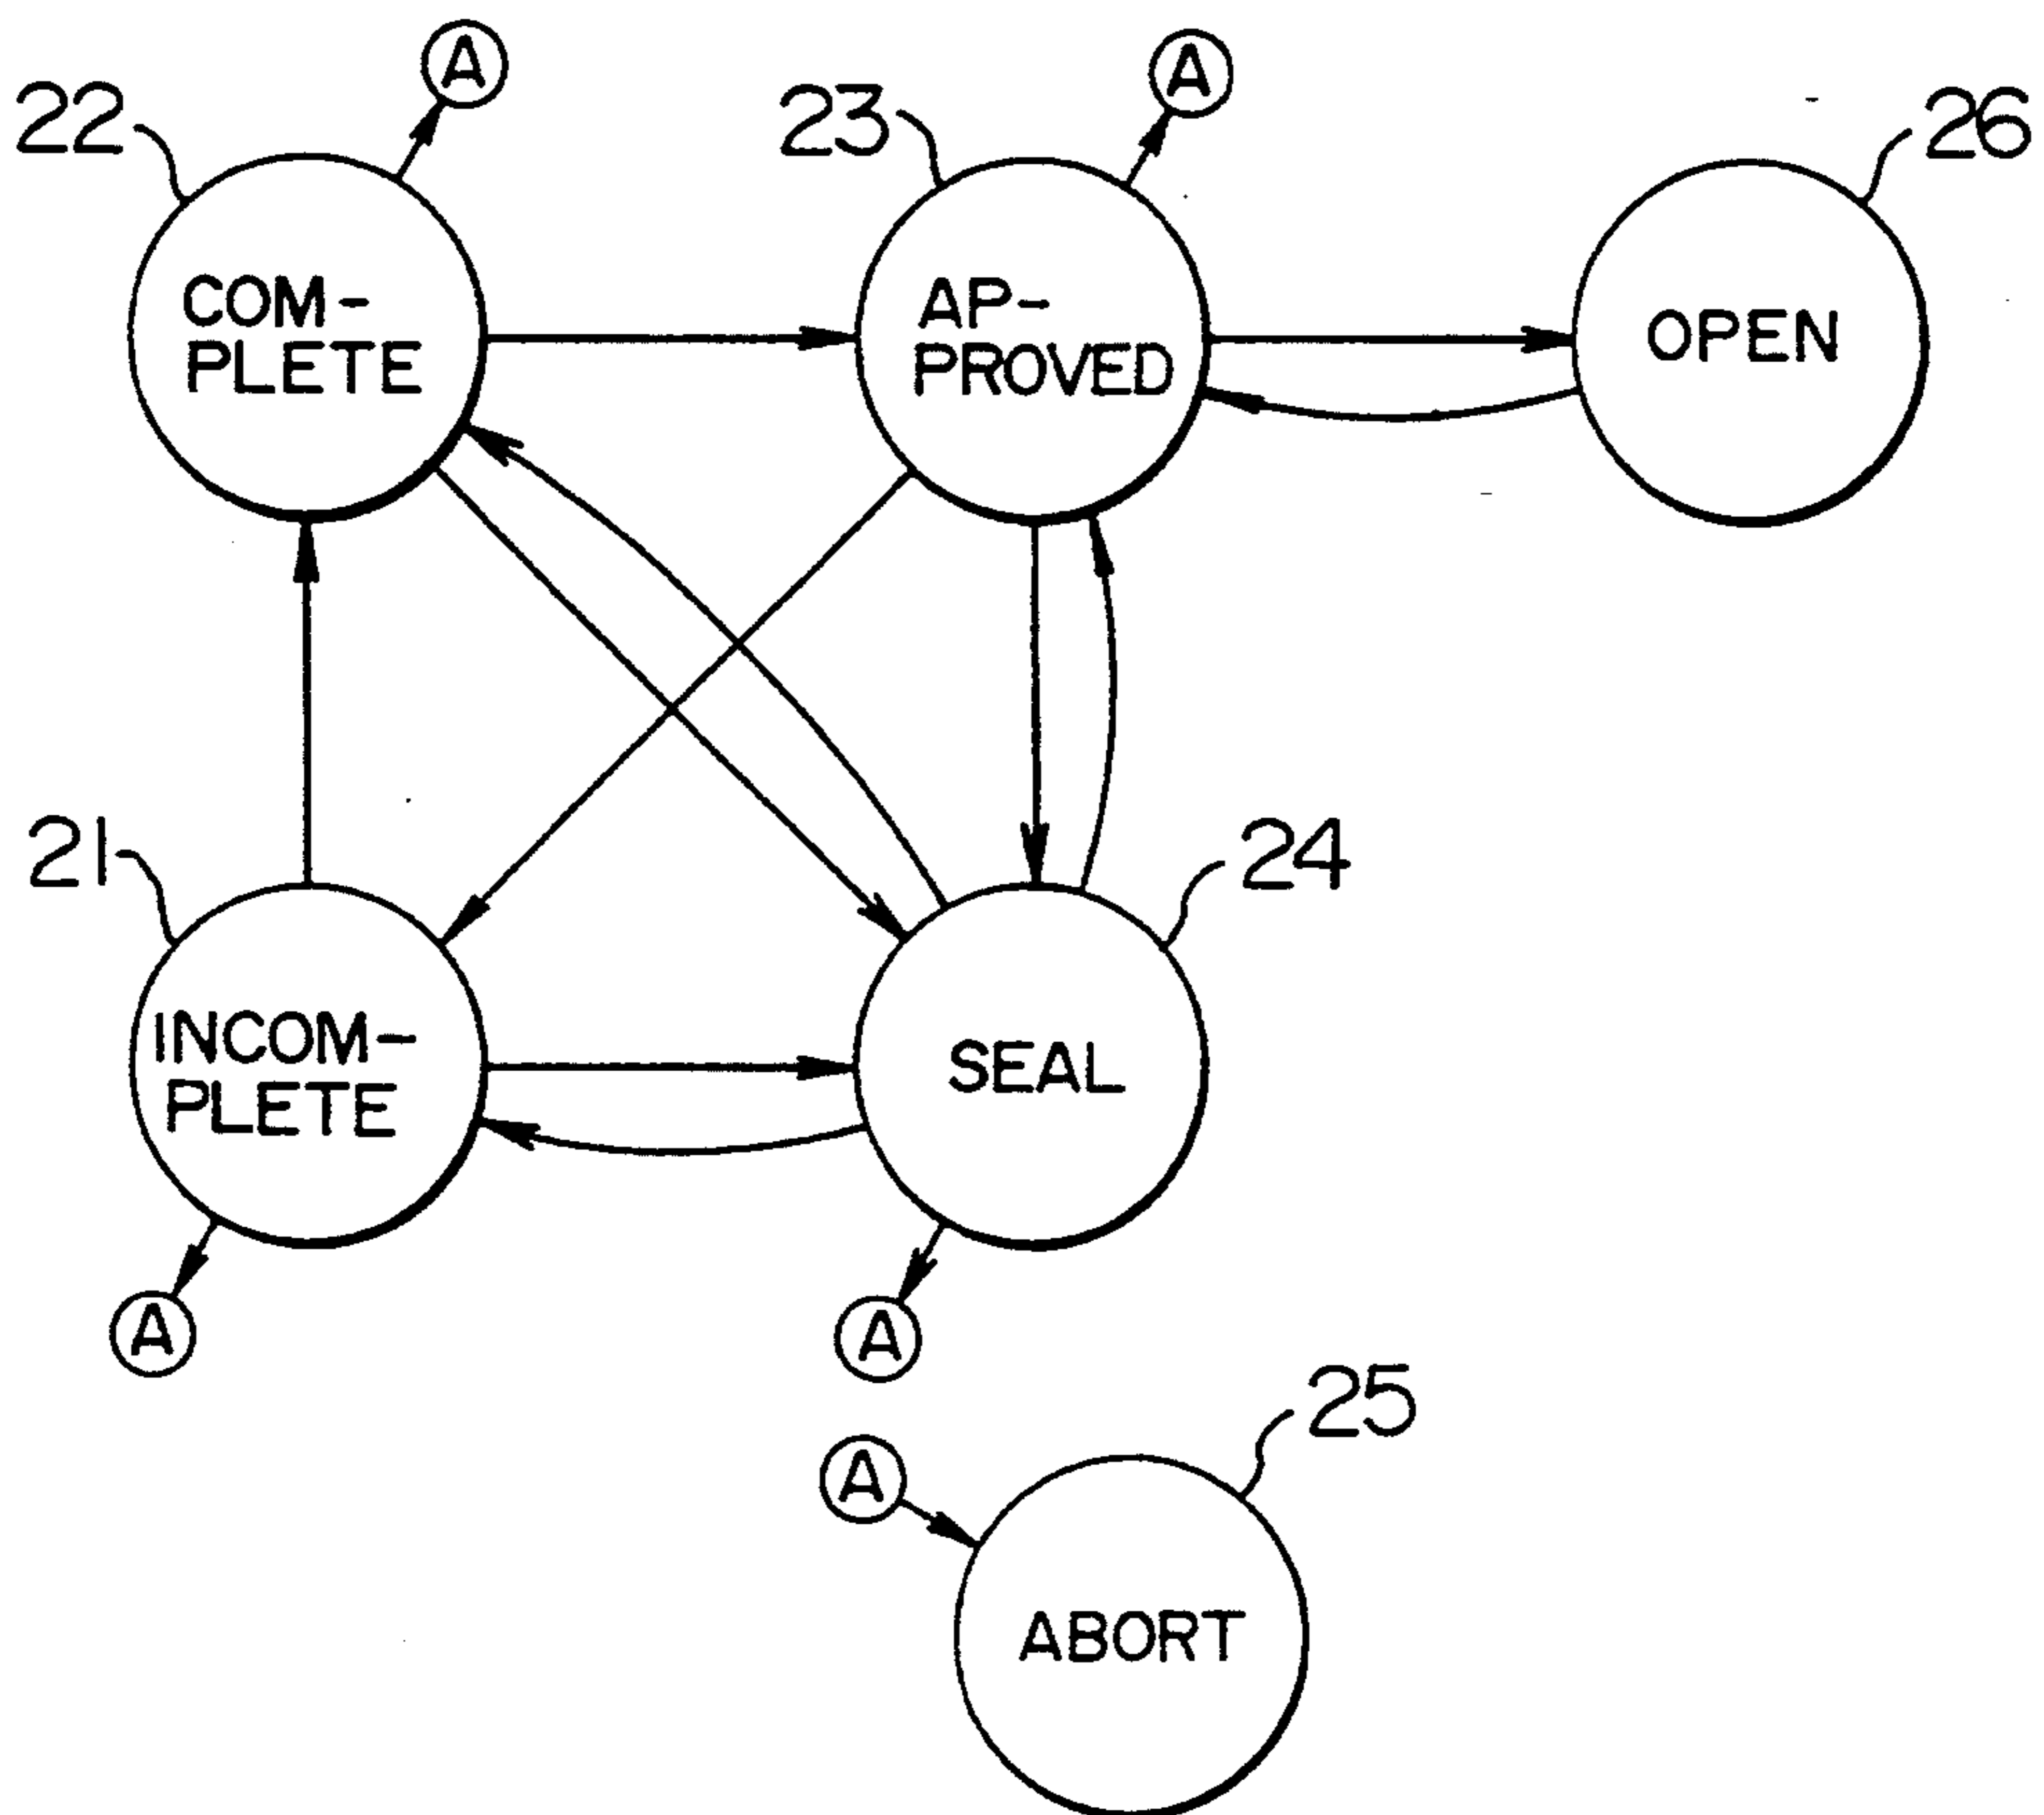 A
A
22
23
26
COM-
PLETE
AP-
PROVED
OPEN
21
24
INCOM-
PLETE
SEAL
A
A
25
A
ABORT